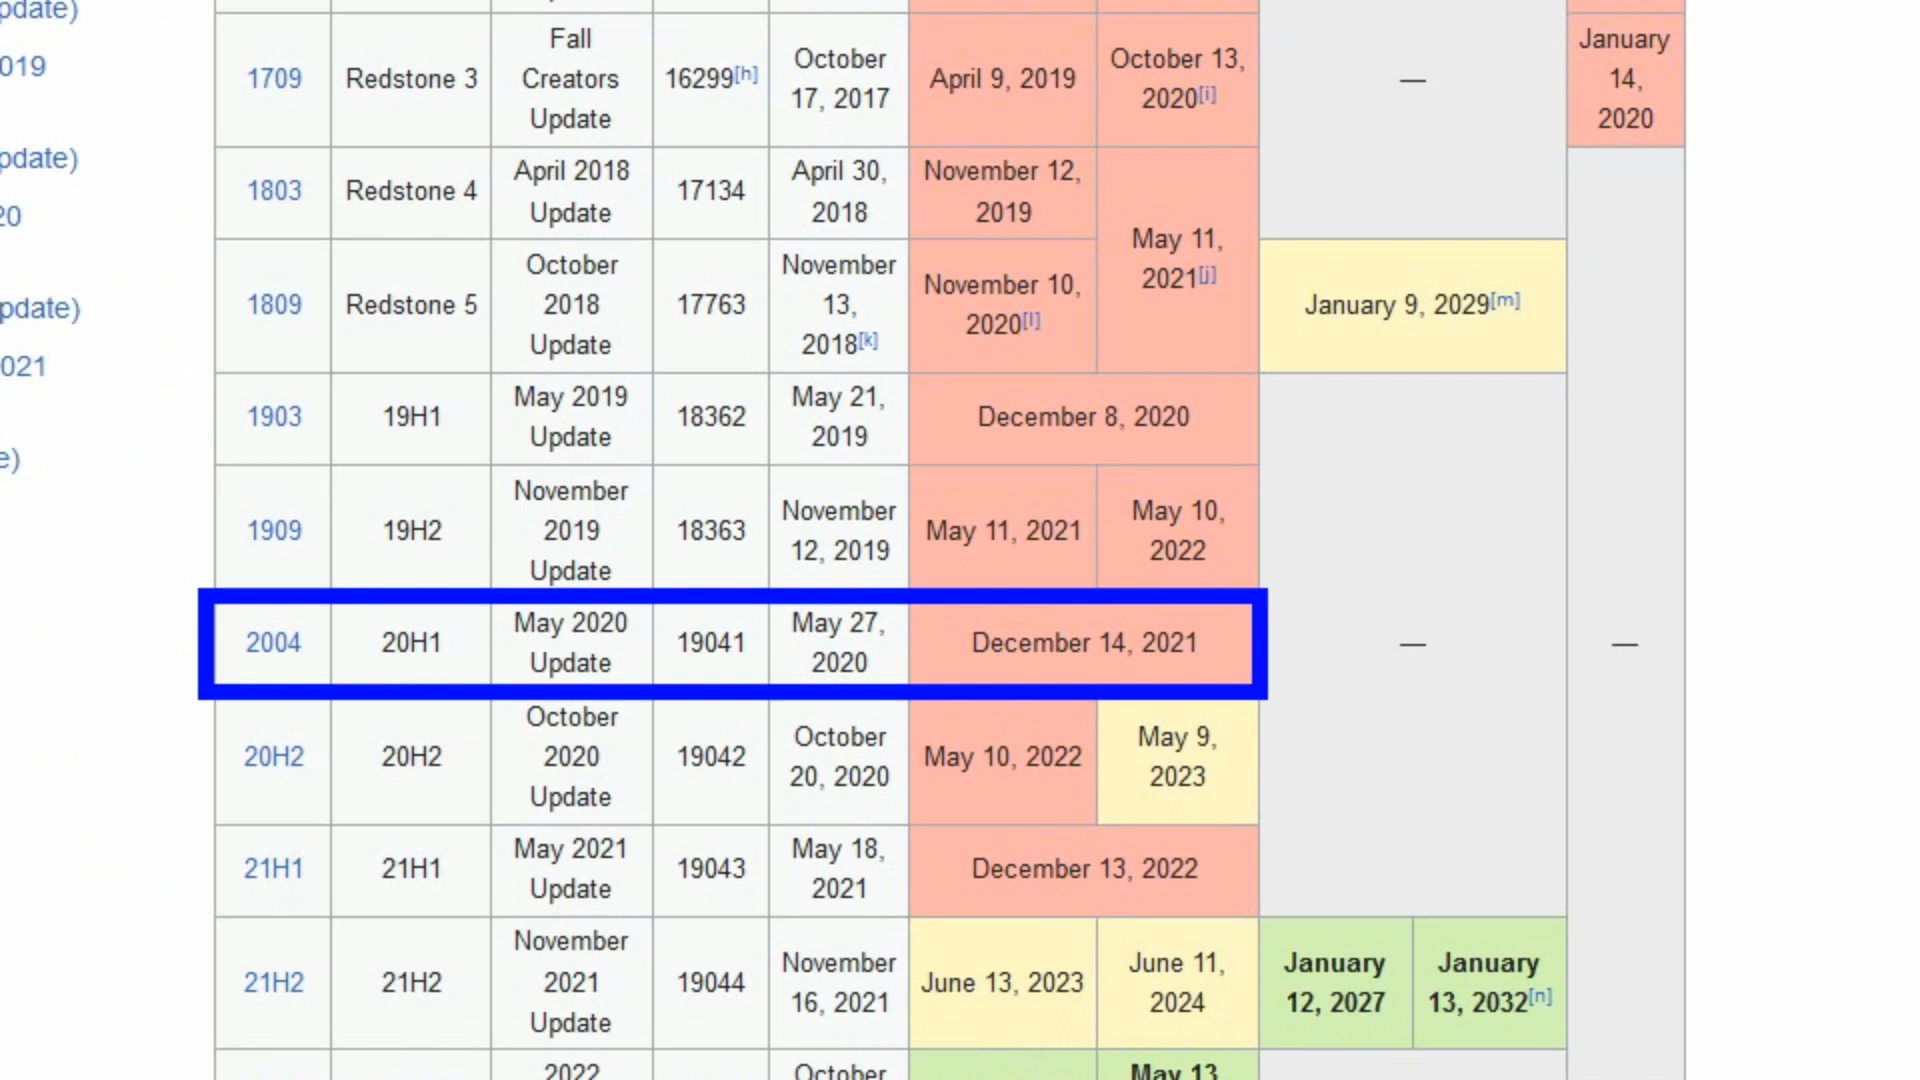 pdate)
019
pdate)
20
pdate)
021
e)
1709 Redstone 3 Fall Creators Update 16299[h] October 17, 2017 April 9, 2019 October 13, 2020[i] — January 14, 2020
1803 Redstone 4 April 2018 Update 17134 April 30, 2018 November 12, 2019 May 11, 2021[j]
1809 Redstone 5 October 2018 Update 17763 November 13, 2018[k] November 10, 2020[l] January 9, 2029[m]
1903 19H1 May 2019 Update 18362 May 21, 2019 December 8, 2020
1909 19H2 November 2019 Update 18363 November 12, 2019 May 11, 2021 May 10, 2022
2004 20H1 May 2020 Update 19041 May 27, 2020 December 14, 2021 — —
20H2 20H2 October 2020 Update 19042 October 20, 2020 May 10, 2022 May 9, 2023
21H1 21H1 May 2021 Update 19043 May 18, 2021 December 13, 2022
21H2 21H2 November 2021 Update 19044 November 16, 2021 June 13, 2023 June 11, 2024 January 12, 2027 January 13, 2032[n]
2022 October May 13